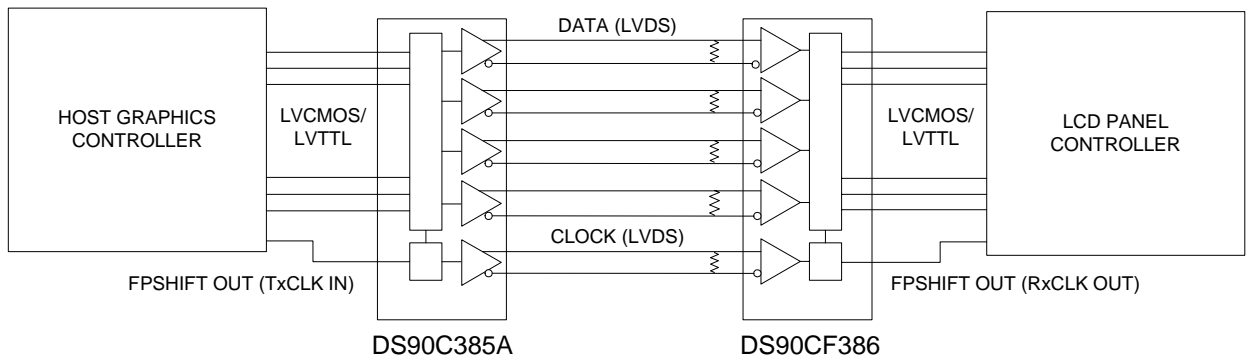 DATA (LVDS)
HOST GRAPHICS
CONTROLLER
LVCMOS/
LVTTL
LVCMOS/
LVTTL
LCD PANEL
CONTROLLER
CLOCK (LVDS)
FPSHIFT OUT (TxCLK IN)
FPSHIFT OUT (RxCLK OUT)
DS90C385A
DS90CF386